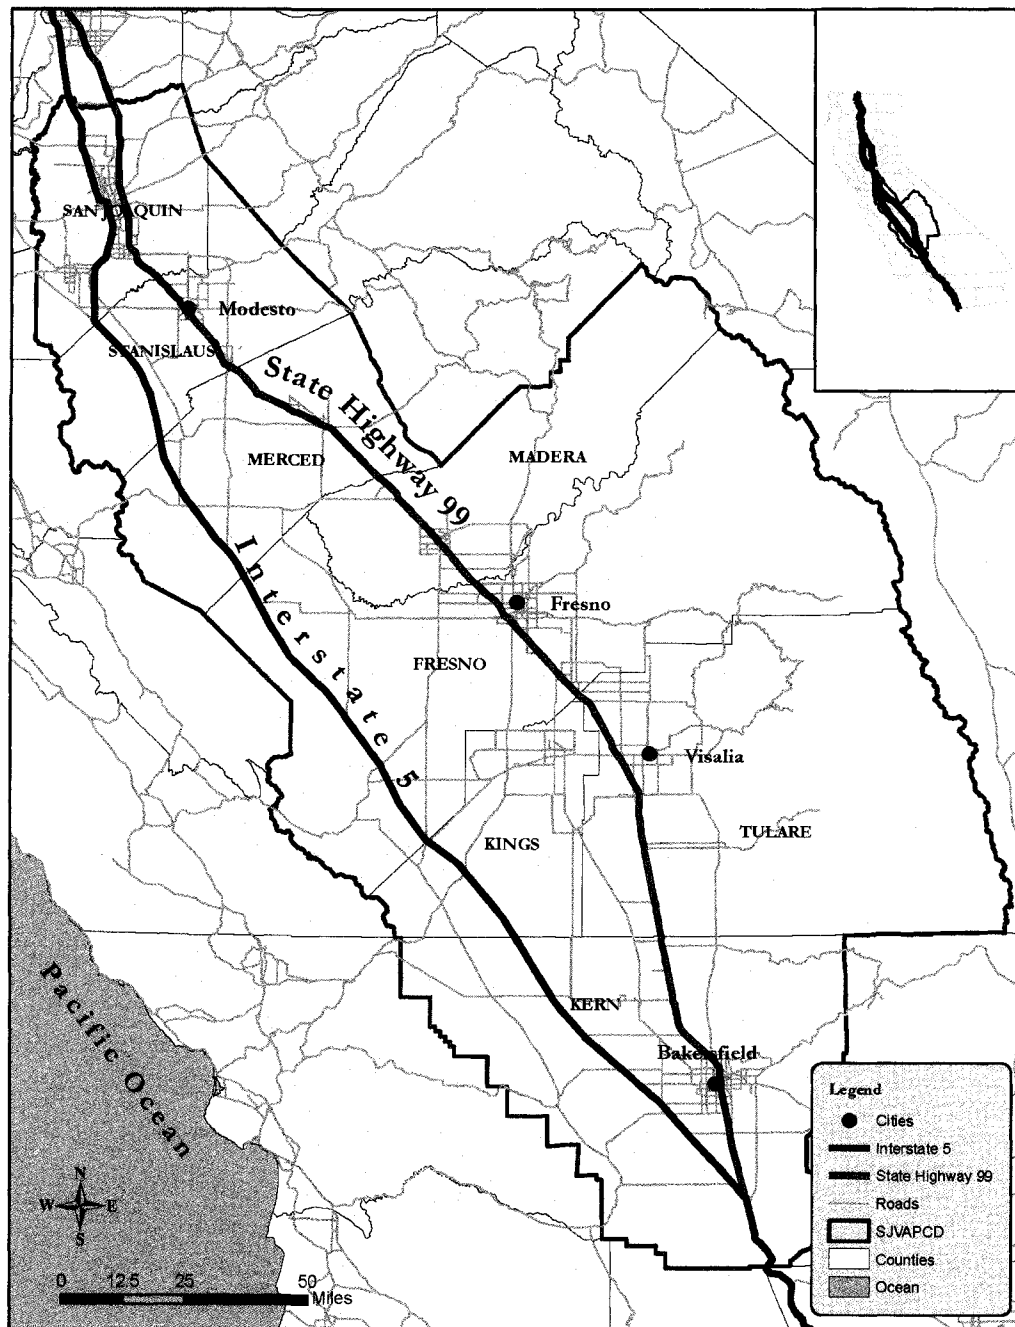 SAN JOAQUIN
Modesto
STANISLAUS
State Highway 99
MERCED
MADERA
Interstate 5
Fresno
FRESNO
Visalia
KINGS
TULARE
Pacific Ocean
KERN
Bakersfield
N
W E
S
0 12.5 25 50
Miles
Legend
Cities
Interstate 5
State Highway 99
Roads
SJVAPCD
Counties
Ocean